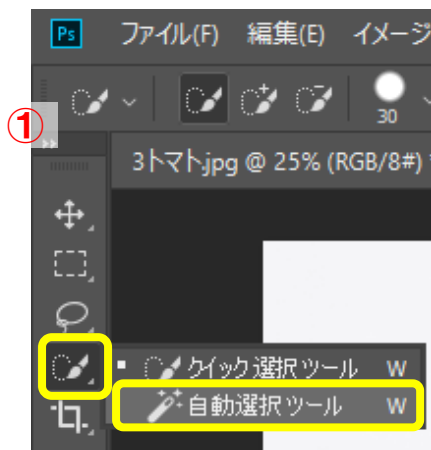 Ps ファイル(F) 編集(E) イメージ
30
①
3トマト.jpg @ 25% (RGB/8#) *
クイック選択ツール W
自動選択ツール W